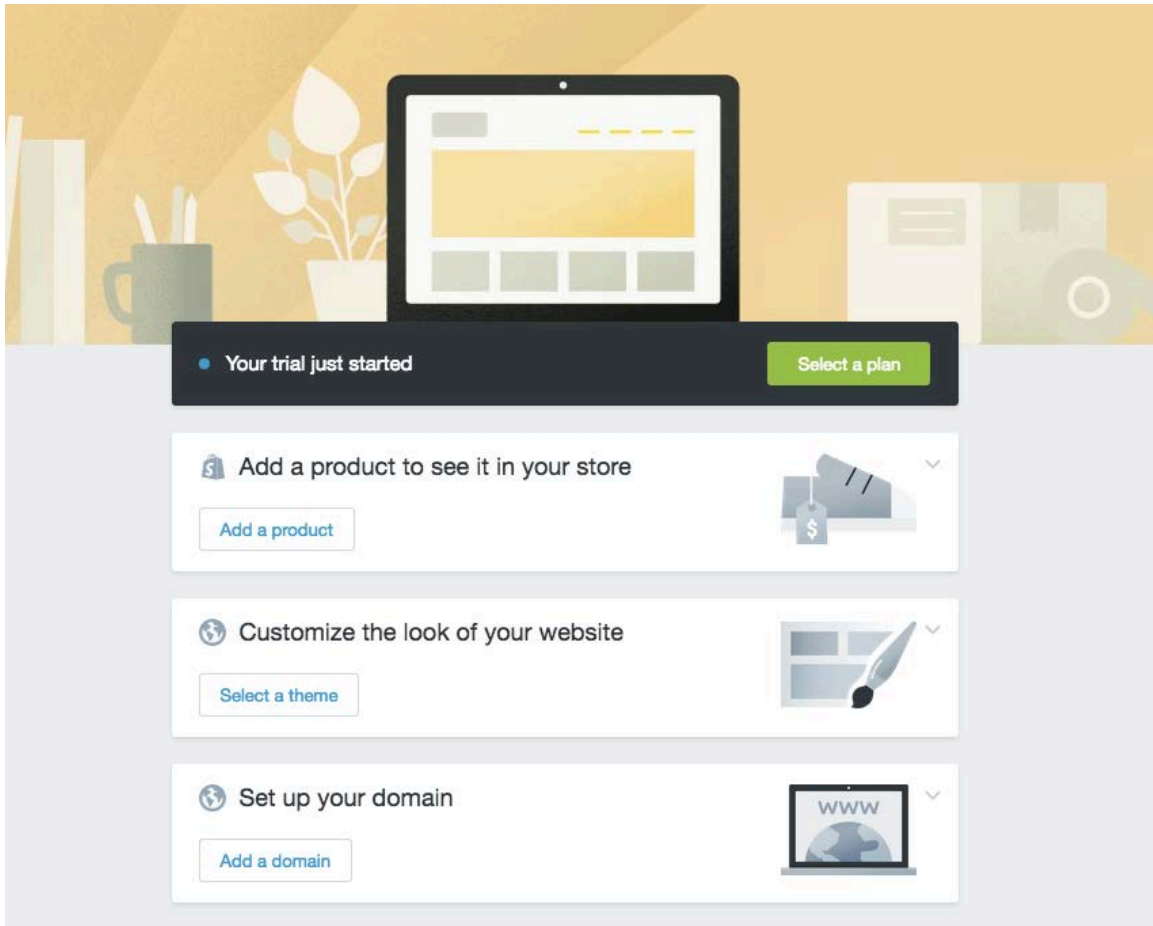 Your trial just started
Select a plan
S
Add a product to see it in your store
Add a product
$
Customize the look of your website
Select a theme
Set up your domain
WWW
Add a domain